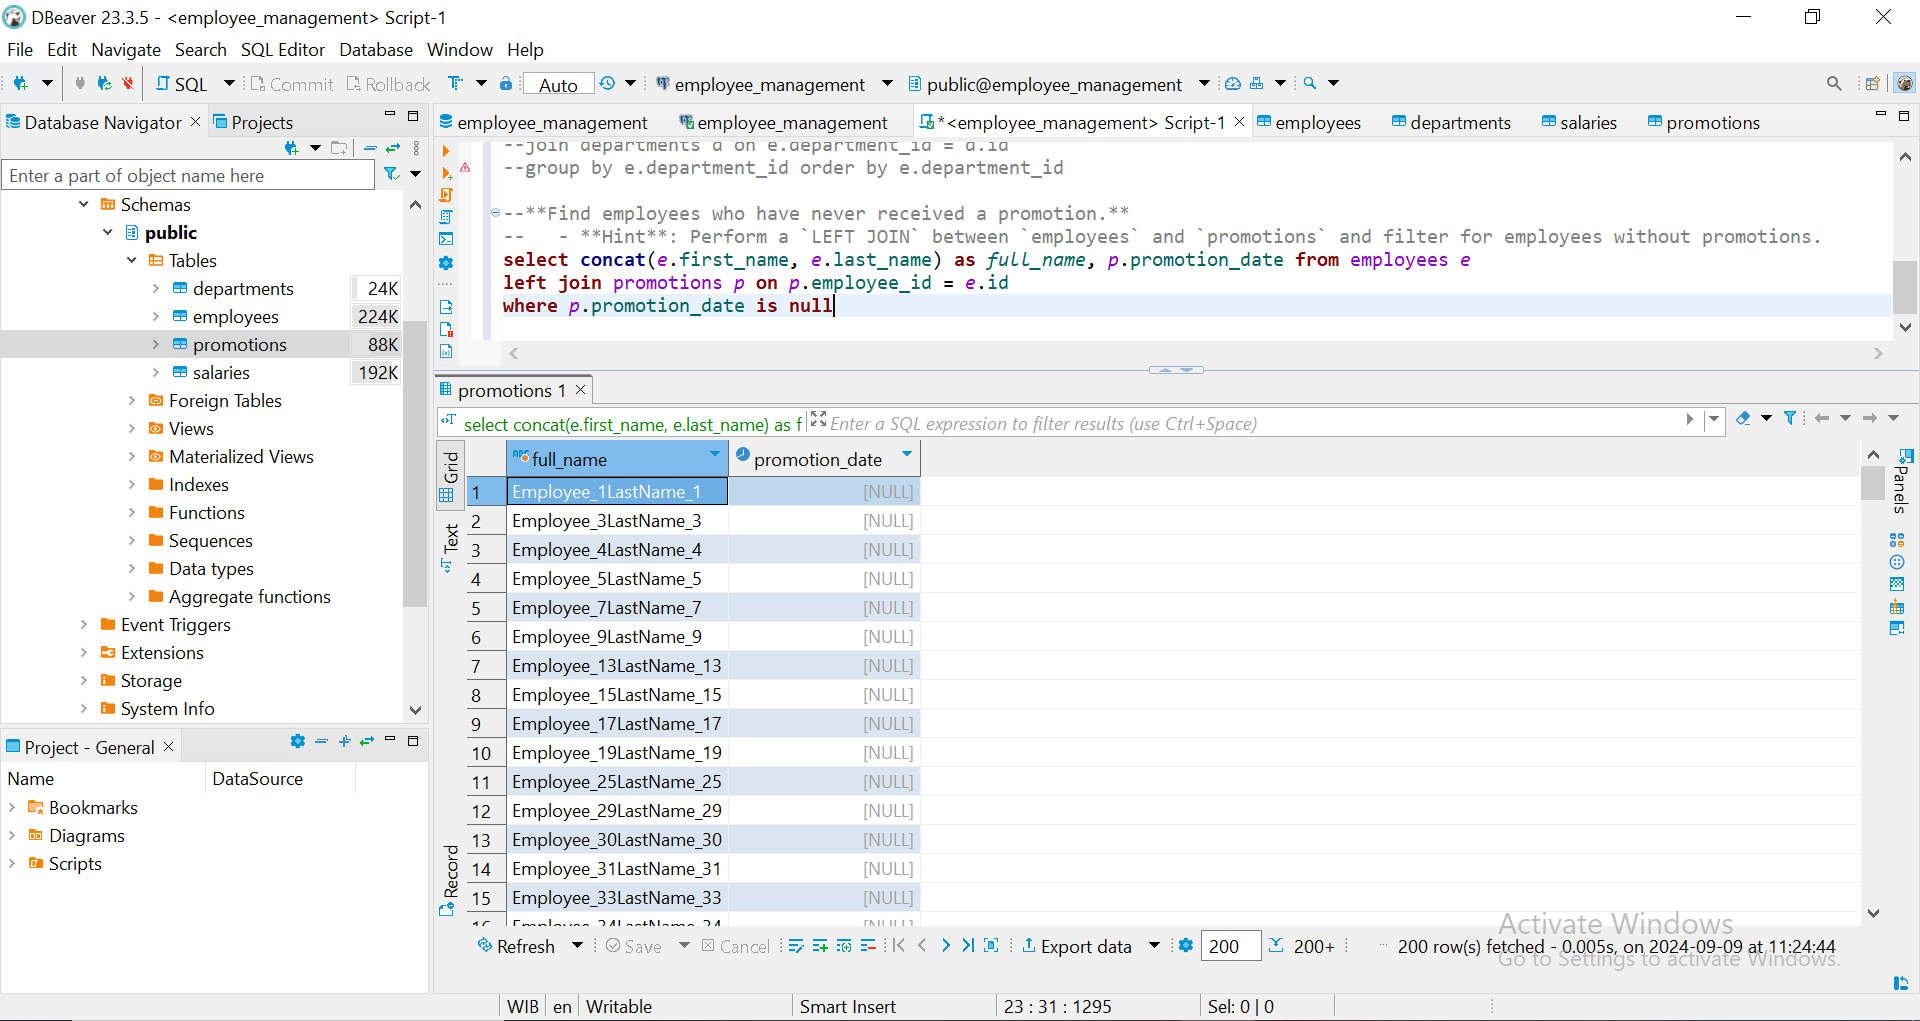 DBeaver 23.3.5 - <employee_management> Script-1
File Edit Navigate Search SQL Editor Database Window Help
SQL Commit Rollback Auto employee_management public@employee_management
Database Navigator Projects
Enter a part of object name here
Schemas
public
Tables
departments 24K
employees 224K
promotions 88K
salaries 192K
Foreign Tables
Views
Materialized Views
Indexes
Functions
Sequences
Data types
Aggregate functions
Event Triggers
Extensions
Storage
System Info
Project - General
Name DataSource
Bookmarks
Diagrams
Scripts
employee_management employee_management *<employee_management> Script-1 employees departments salaries promotions
--join departments d on e.department_id = d.id
--group by e.department_id order by e.department_id
--**Find employees who have never received a promotion.**
--   - **Hint**: Perform a `LEFT JOIN` between `employees` and `promotions` and filter for employees without promotions.
select concat(e.first_name, e.last_name) as full_name, p.promotion_date from employees e
left join promotions p on p.employee_id = e.id
where p.promotion_date is null
promotions 1
select concat(e.first_name, e.last_name) as f Enter a SQL expression to filter results (use Ctrl+Space)
Grid
Text
Record
Panels
full_name promotion_date
1 Employee_1LastName_1 [NULL]
2 Employee_3LastName_3 [NULL]
3 Employee_4LastName_4 [NULL]
4 Employee_5LastName_5 [NULL]
5 Employee_7LastName_7 [NULL]
6 Employee_9LastName_9 [NULL]
7 Employee_13LastName_13 [NULL]
8 Employee_15LastName_15 [NULL]
9 Employee_17LastName_17 [NULL]
10 Employee_19LastName_19 [NULL]
11 Employee_25LastName_25 [NULL]
12 Employee_29LastName_29 [NULL]
13 Employee_30LastName_30 [NULL]
14 Employee_31LastName_31 [NULL]
15 Employee_33LastName_33 [NULL]
16 Employee_34LastName_34 [NULL]
Refresh Save Cancel Export data 200 200+ 200 row(s) fetched - 0.005s, on 2024-09-09 at 11:24:44
Activate Windows
Go to Settings to activate Windows.
WIB en Writable Smart Insert 23 : 31 : 1295 Sel: 0 | 0